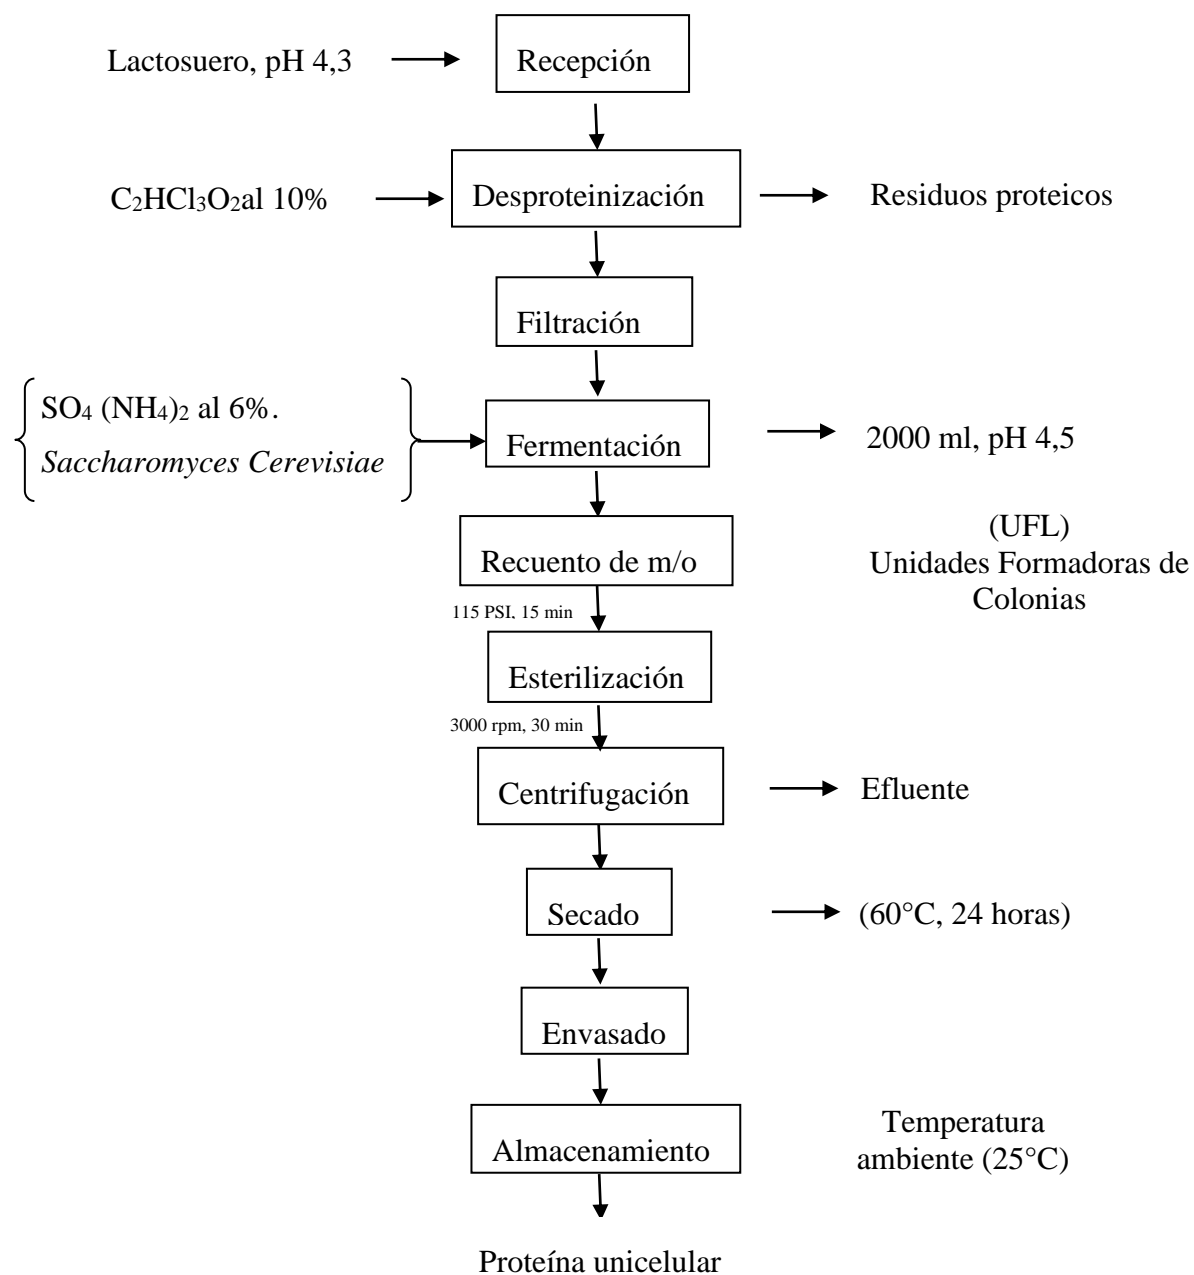 Lactosuero, pH 4,3
Recepción
C₂HCl₃O₂al 10%
Desproteinización
Residuos proteicos
Filtración
SO₄ (NH₄)₂ al 6%.
Saccharomyces Cerevisiae
Fermentación
2000 ml, pH 4,5
Recuento de m/o
(UFL)
Unidades Formadoras de
Colonias
115 PSI, 15 min
Esterilización
3000 rpm, 30 min
Centrifugación
Efluente
Secado
(60°C, 24 horas)
Envasado
Almacenamiento
Temperatura
ambiente (25°C)
Proteína unicelular